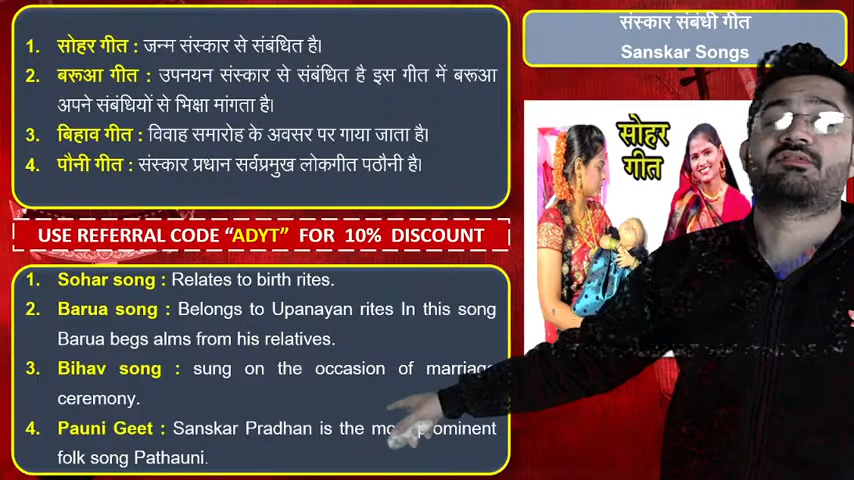 1. सोहर गीत : जन्म संस्कार से संबंधित है।
2. बरूआ गीत : उपनयन संस्कार से संबंधित है इस गीत में बरूआ
अपने संबंधियों से भिक्षा मांगता है।
3. बिहाव गीत : विवाह समारोह के अवसर पर गाया जाता है।
4. पौनी गीत : संस्कार प्रधान सर्वप्रमुख लोकगीत पठौनी है।
संस्कार संबंधी गीत
Sanskar Songs
सोहर
गीत
USE REFERRAL CODE “ADYT” FOR 10% DISCOUNT
1. Sohar song : Relates to birth rites.
2. Barua song : Belongs to Upanayan rites In this song
Barua begs alms from his relatives.
3. Bihav song : sung on the occasion of marriage
ceremony.
4. Pauni Geet : Sanskar Pradhan is the most prominent
folk song Pathauni.